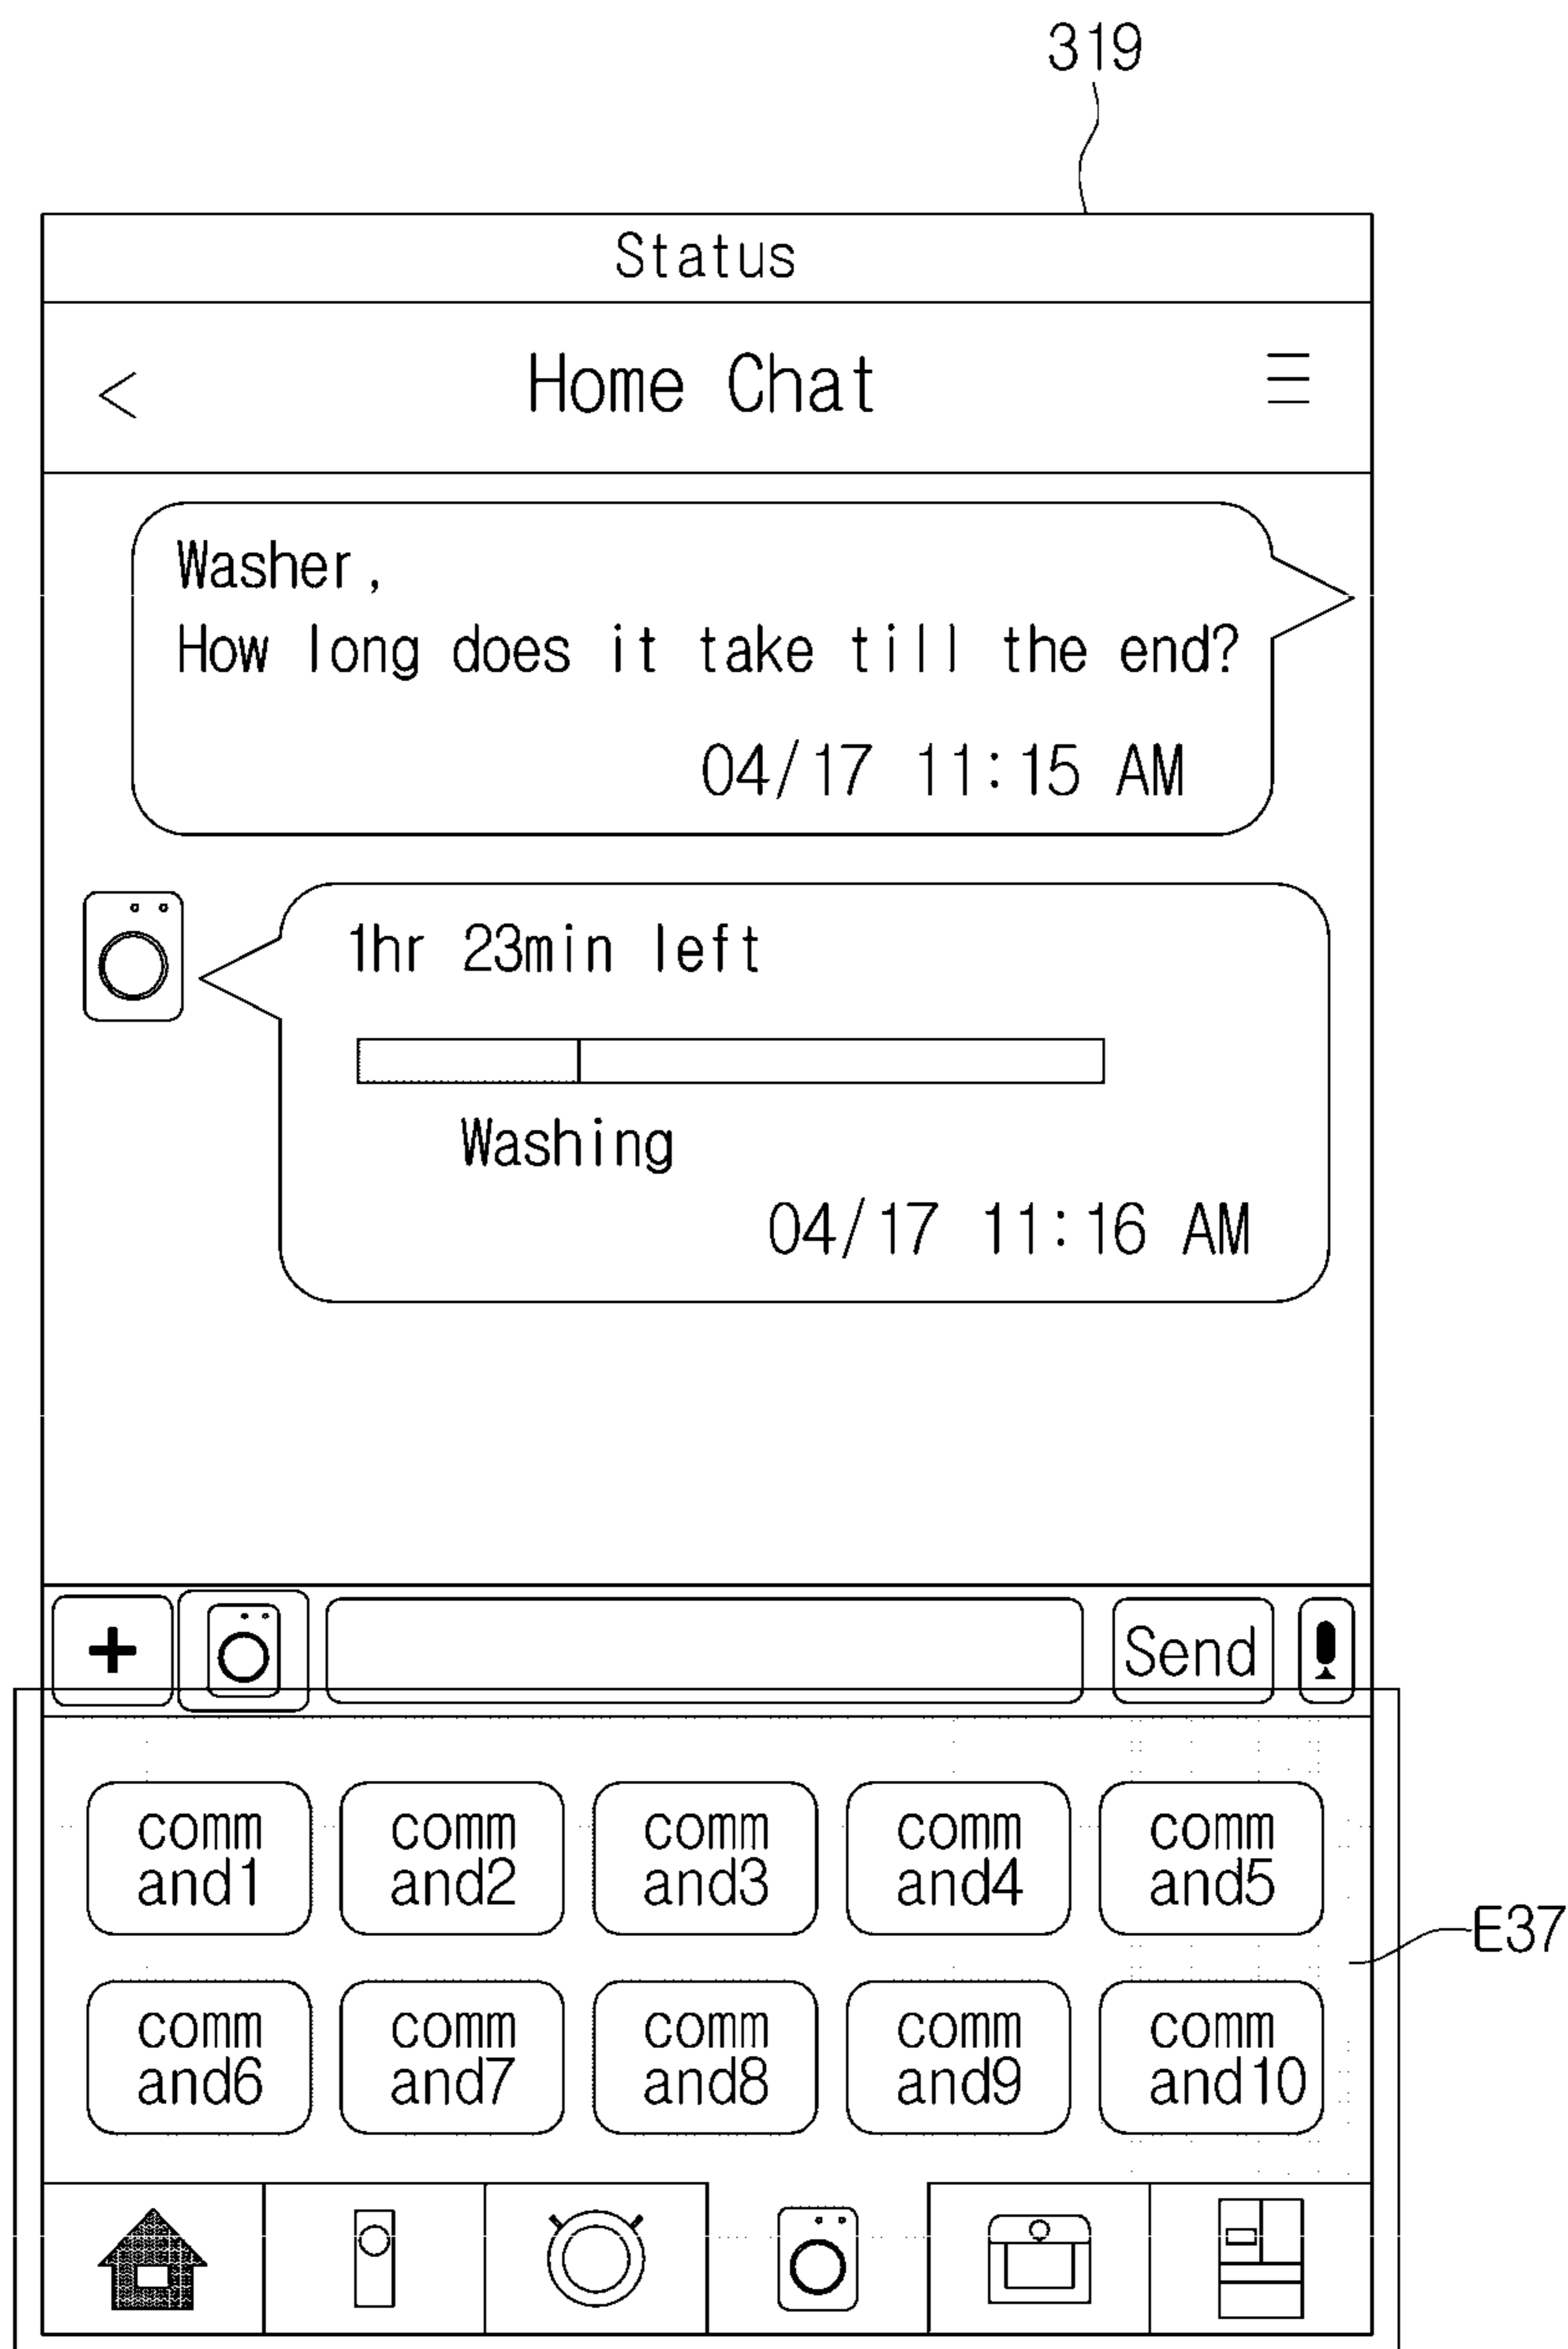 319
Status
< Home Chat
Washer,
How long does it take till the end?
04/17 11:15 AM
1hr 23min left
Washing
04/17 11:16 AM
+ Send
comm comm comm comm comm
and1 and2 and3 and4 and5
E37
comm comm comm comm comm
and6 and7 and8 and9 and10